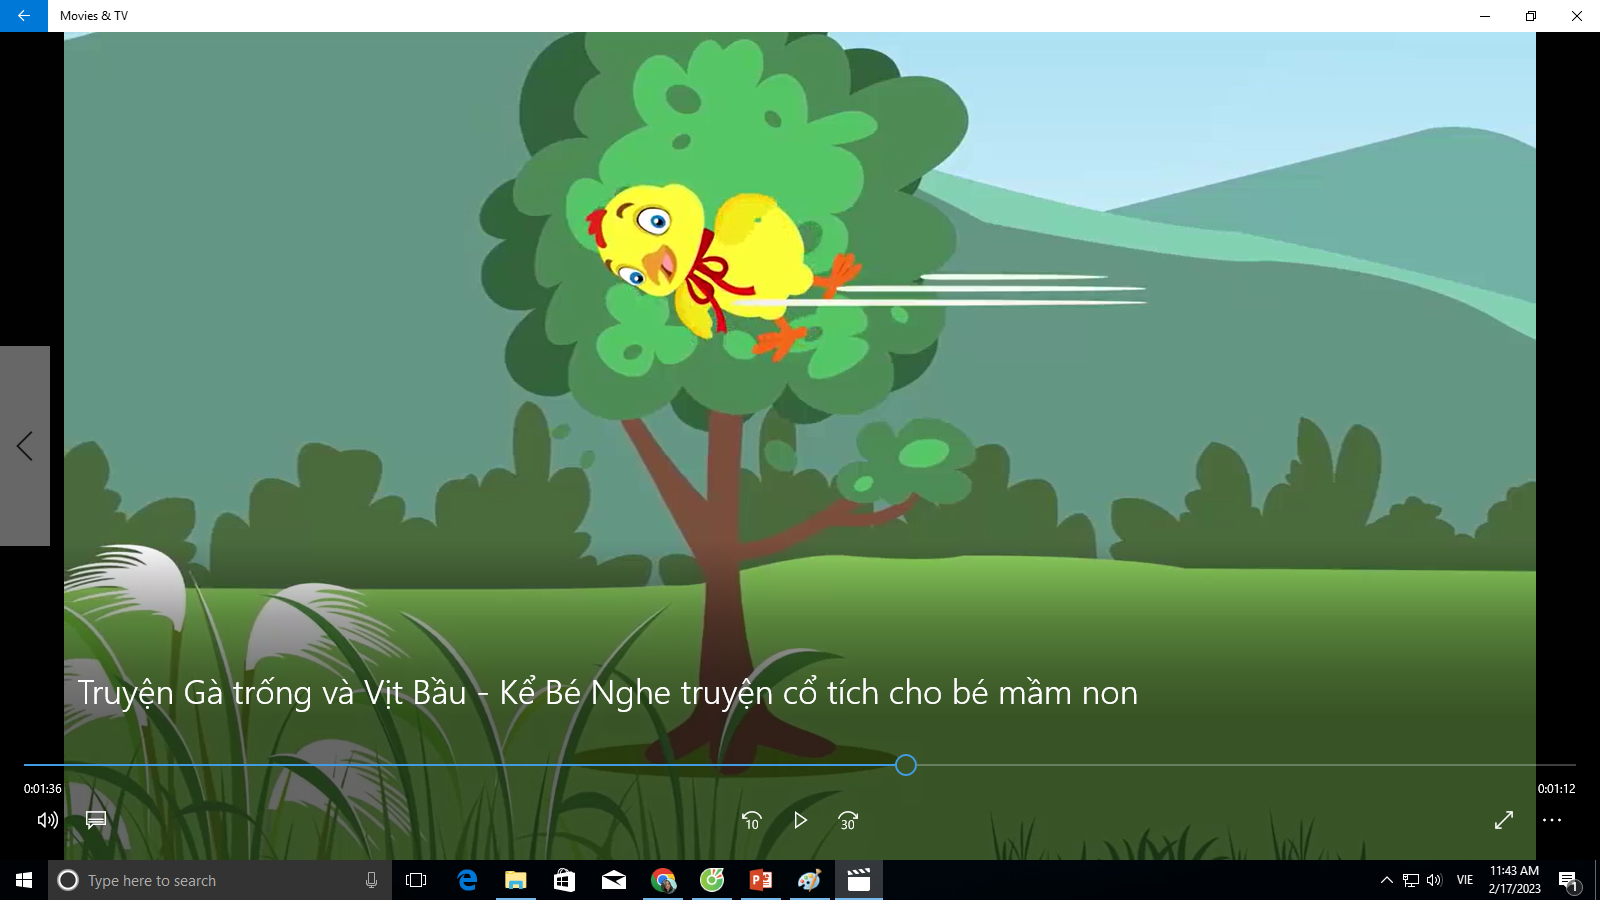 Movies & TV
Truyện Gà trống và Vịt Bầu - Kể Bé Nghe truyện cổ tích cho bé mầm non
0:01:36
0:01:12
10
30
Type here to search
VIE
11:43 AM
2/17/2023
1